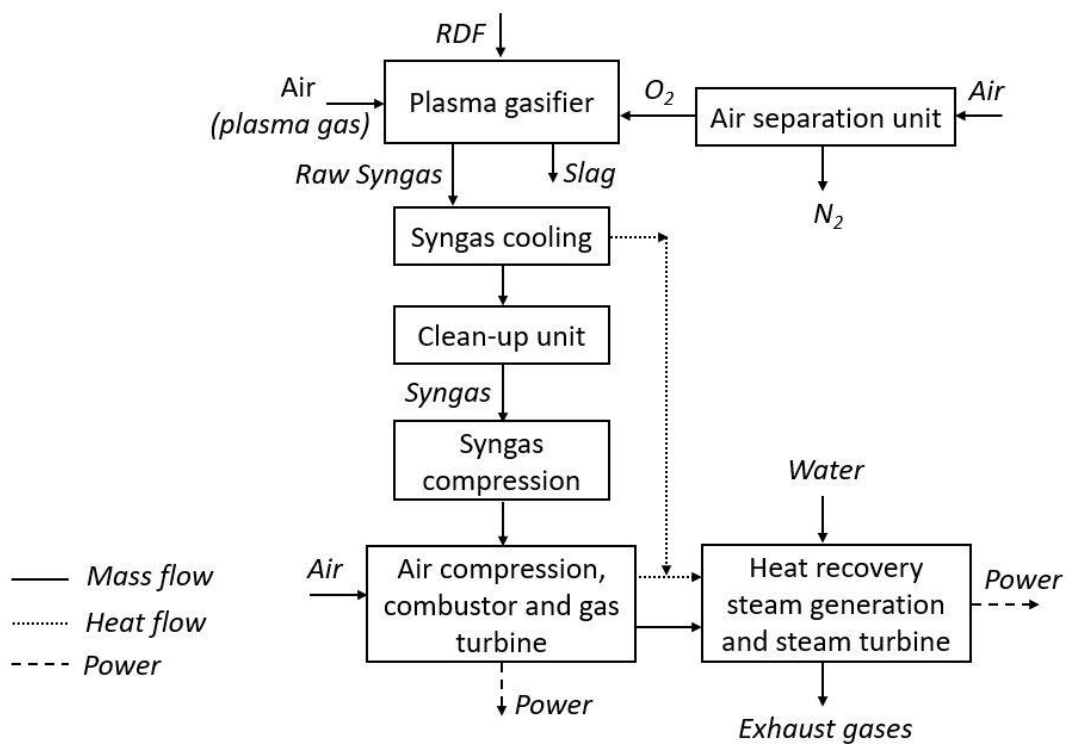 RDF
Air
(plasma gas)
Plasma gasifier
O2
Air separation unit
Air
Raw Syngas
Slag
N2
Syngas cooling
Clean-up unit
Syngas
Syngas
compression
Water
Mass flow
Heat flow
Power
Air
Air compression,
combustor and gas
turbine
Heat recovery
steam generation
and steam turbine
Power
Power
Exhaust gases